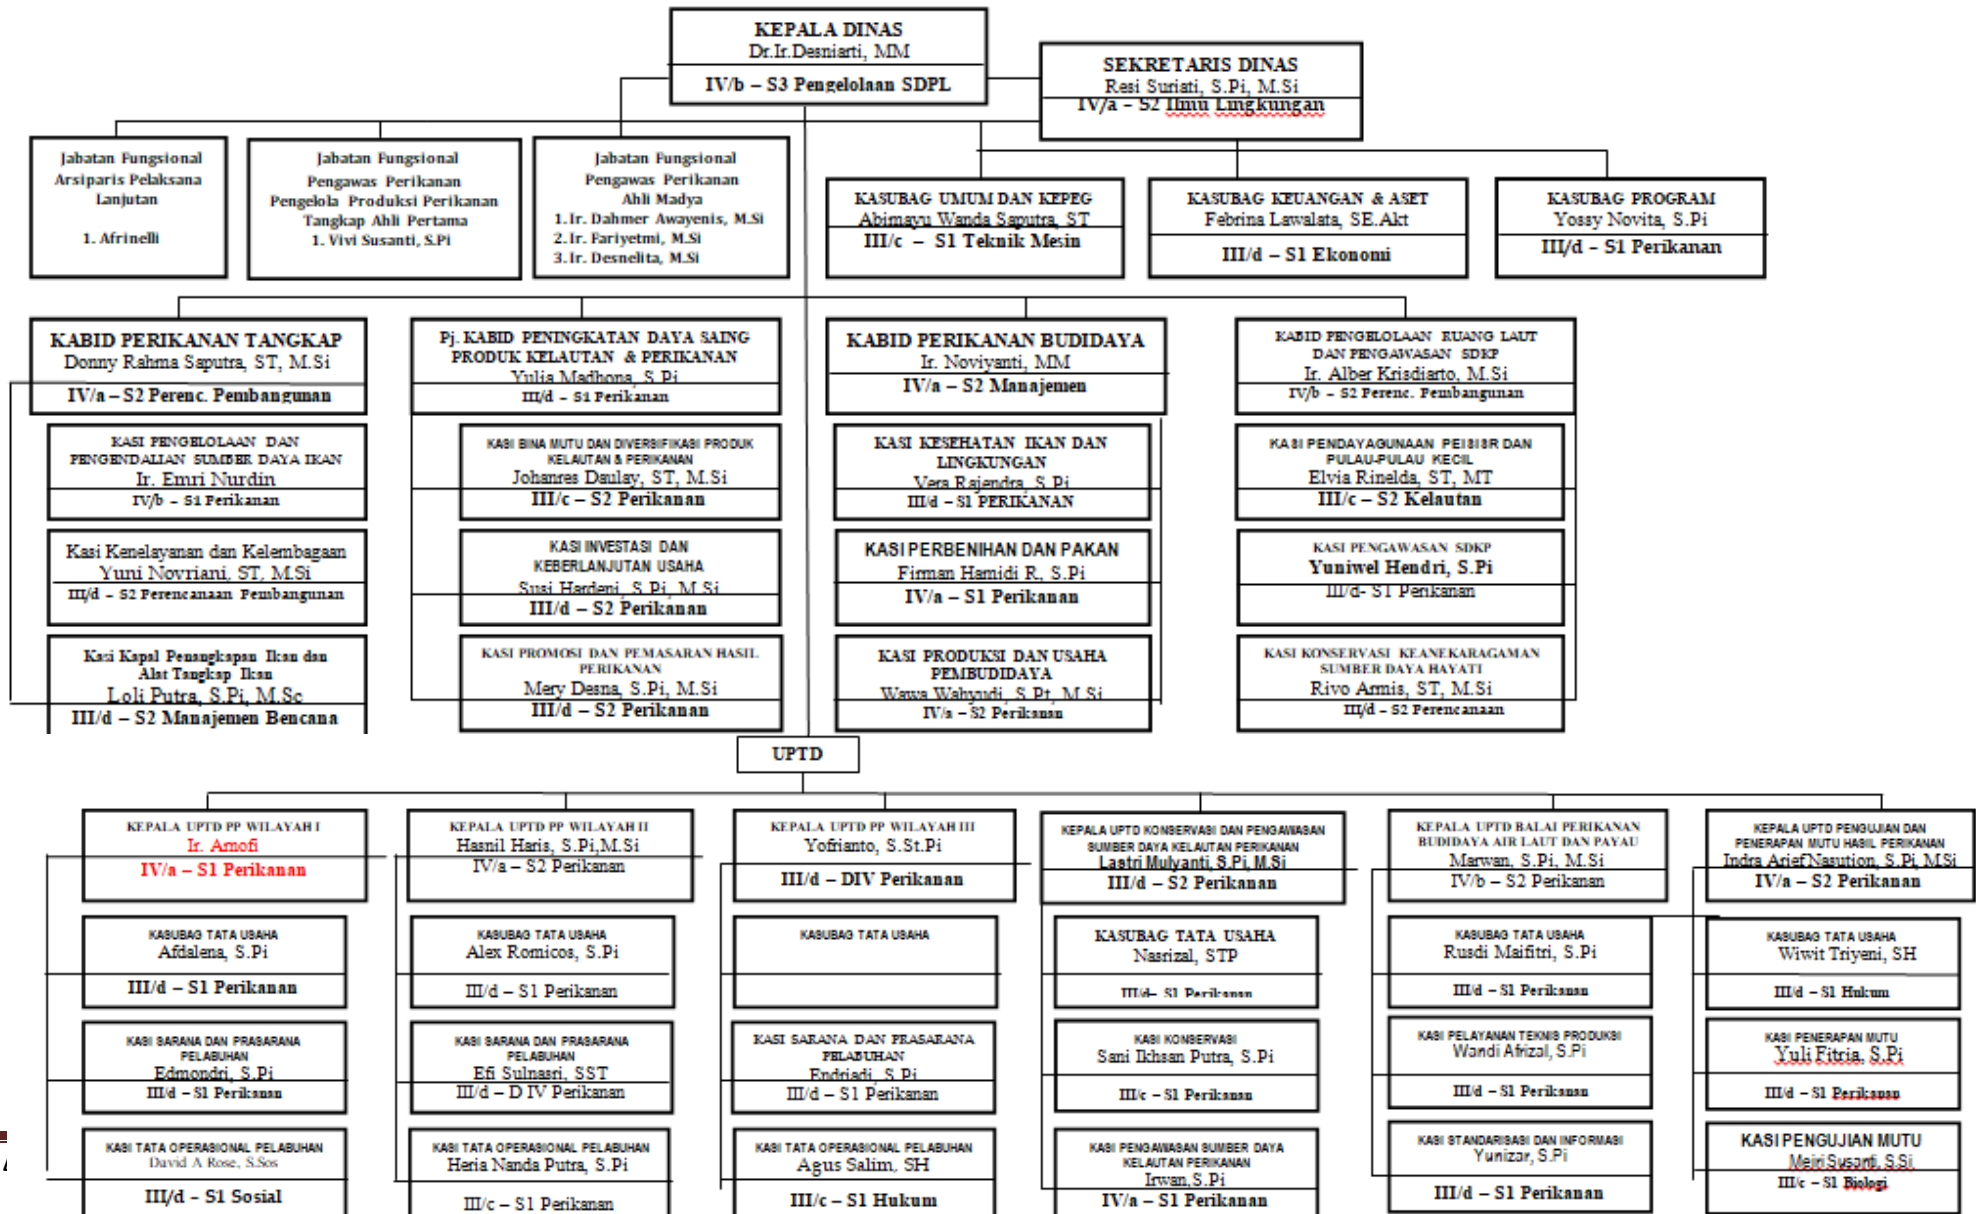 KEPALA DINAS
Dr.Ir.Desniarti, MM
IV/b – S3 Pengelolaan SDPL
SEKRETARIS DINAS
Resi Suriati, S.Pi, M.Si
IV/a – S2 Ilmu Lingkungan
Jabatan Fungsional
Arsiparis Pelaksana
Lanjutan
1. Afrinelli
Jabatan Fungsional
Pengawas Perikanan
Pengelola Produksi Perikanan
Tangkap Ahli Pertama
1. Vivi Susanti, S.Pi
Jabatan Fungsional
Pengawas Perikanan
Ahli Madya
1. Ir. Dahmer Awayenis, M.Si
2. Ir. Fariyetmi, M.Si
3. Ir. Desnelita, M.Si
KASUBAG UMUM DAN KEPEG
Abimayu Wanda Saputra, ST
III/c – S1 Teknik Mesin
KASUBAG KEUANGAN & ASET
Febrina Lawalata, SE.Akt
III/d – S1 Ekonomi
KASUBAG PROGRAM
Yossy Novita, S.Pi
III/d – S1 Perikanan
KABID PERIKANAN TANGKAP
Donny Rahma Saputra, ST, M.Si
IV/a – S2 Perenc. Pembangunan
Pj. KABID PENINGKATAN DAYA SAING
PRODUK KELAUTAN & PERIKANAN
Yulia Madhona, S.Pi
III/d – S1 Perikanan
KABID PERIKANAN BUDIDAYA
Ir. Noviyanti, MM
IV/a – S2 Manajemen
KABID PENGELOLAAN RUANG LAUT
DAN PENGAWASAN SDKP
Ir. Alber Krisdiarto, M.Si
IV/b – S2 Perenc. Pembangunan
KASI PENGELOLAAN DAN
PENGENDALIAN SUMBER DAYA IKAN
Ir. Emri Nurdin
IV/b – S1 Perikanan
KASI BINA MUTU DAN DIVERSIFIKASI PRODUK
KELAUTAN & PERIKANAN
Johanres Daulay, ST, M.Si
III/c – S2 Perikanan
KASI KESEHATAN IKAN DAN
LINGKUNGAN
Vera Rajendra, S.Pi
III/d – S1 PERIKANAN
KASI PENDAYAGUNAAN PEISISR DAN
PULAU-PULAU KECIL
Elvia Rinelda, ST, MT
III/c – S2 Kelautan
Kasi Kenelayanan dan Kelembagaan
Yuni Novriani, ST, M.Si
III/d – S2 Perencanaan Pembangunan
KASI INVESTASI DAN
KEBERLANJUTAN USAHA
Susi Hardeni, S.Pi, M.Si
III/d – S2 Perikanan
KASI PERBENIHAN DAN PAKAN
Firman Hamidi R, S.Pi
IV/a – S1 Perikanan
KASI PENGAWASAN SDKP
Yuniwel Hendri, S.Pi
III/d- S1 Perikanan
Kasi Kapal Penangkapan Ikan dan
Alat Tangkap Ikan
Loli Putra, S.Pi, M.Sc
III/d – S2 Manajemen Bencana
KASI PROMOSI DAN PEMASARAN HASIL
PERIKANAN
Mery Desna, S.Pi, M.Si
III/d – S2 Perikanan
KASI PRODUKSI DAN USAHA
PEMBUDIDAYA
Wawa Wahyudi, S.Pt, M.Si
IV/a – S2 Perikanan
KASI KONSERVASI KEANEKARAGAMAN
SUMBER DAYA HAYATI
Rivo Armis, ST, M.Si
III/d – S2 Perencanaan
UPTD
KEPALA UPTD PP WILAYAH I
Ir. Arnofi
IV/a – S1 Perikanan
KEPALA UPTD PP WILAYAH II
Hasnil Haris, S.Pi,M.Si
IV/a – S2 Perikanan
KEPALA UPTD PP WILAYAH III
Yofrianto, S.St.Pi
III/d – DIV Perikanan
KEPALA UPTD KONSERVASI DAN PENGAWASAN
SUMBER DAYA KELAUTAN PERIKANAN
Lastri Mulyanti, S.Pi, M.Si
III/d – S2 Perikanan
KEPALA UPTD BALAI PERIKANAN
BUDIDAYA AIR LAUT DAN PAYAU
Marwan, S.Pi, M.Si
IV/b – S2 Perikanan
KEPALA UPTD PENGUJIAN DAN
PENERAPAN MUTU HASIL PERIKANAN
Indra Arief Nasution, S.Pi, M.Si
IV/a – S2 Perikanan
KASUBAG TATA USAHA
Afdalena, S.Pi
III/d – S1 Perikanan
KASUBAG TATA USAHA
Alex Romicos, S.Pi
III/d – S1 Perikanan
KASUBAG TATA USAHA
KASUBAG TATA USAHA
Nasrizal, STP
III/d– S1 Perikanan
KASUBAG TATA USAHA
Rusdi Maifitri, S.Pi
III/d – S1 Perikanan
KASUBAG TATA USAHA
Wiwit Triyeni, SH
III/d – S1 Hukum
KASI SARANA DAN PRASARANA
PELABUHAN
Edmondri, S.Pi
III/d – S1 Perikanan
KASI SARANA DAN PRASARANA
PELABUHAN
Efi Sulnasri, SST
III/d – D IV Perikanan
KASI SARANA DAN PRASARANA
PELABUHAN
Endriadi, S.Pi
III/d – S1 Perikanan
KASI KONSERVASI
Sani Ikhsan Putra, S.Pi
III/c – S1 Perikanan
KASI PELAYANAN TEKNIS PRODUKSI
Wandi Afrizal, S.Pi
III/d – S1 Perikanan
KASI PENERAPAN MUTU
Yuli Fitria, S.Pi
III/d – S1 Perikanan
KASI TATA OPERASIONAL PELABUHAN
David A Rose, S.Sos
III/d – S1 Sosial
KASI TATA OPERASIONAL PELABUHAN
Heria Nanda Putra, S.Pi
III/c – S1 Perikanan
KASI TATA OPERASIONAL PELABUHAN
Agus Salim, SH
III/c – S1 Hukum
KASI PENGAWASAN SUMBER DAYA
KELAUTAN PERIKANAN
Irwan,S.Pi
IV/a – S1 Perikanan
KASI STANDARISASI DAN INFORMASI
Yunizar, S.Pi
III/d – S1 Perikanan
KASI PENGUJIAN MUTU
Meiri Susanti, S.Si
III/c – S1 Biologi